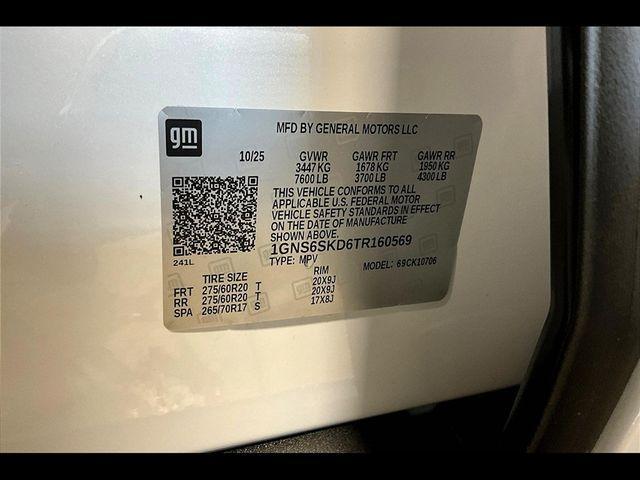 gm
MFD BY GENERAL MOTORS LLC
10/25 GVWR GAWR FRT GAWR RR
3447 KG 1678 KG 1950 KG
7600 LB 3700 LB 4300 LB
THIS VEHICLE CONFORMS TO ALL
APPLICABLE U.S. FEDERAL MOTOR
VEHICLE SAFETY STANDARDS IN EFFECT
ON THE DATE OF MANUFACTURE
SHOWN ABOVE.
1GNS6SKD6TR160569
241L TYPE: MPV MODEL: 69CK10706
TIRE SIZE RIM
FRT 275/60R20 T 20X9J
RR 275/60R20 T 20X9J
SPA 265/70R17 S 17X8J